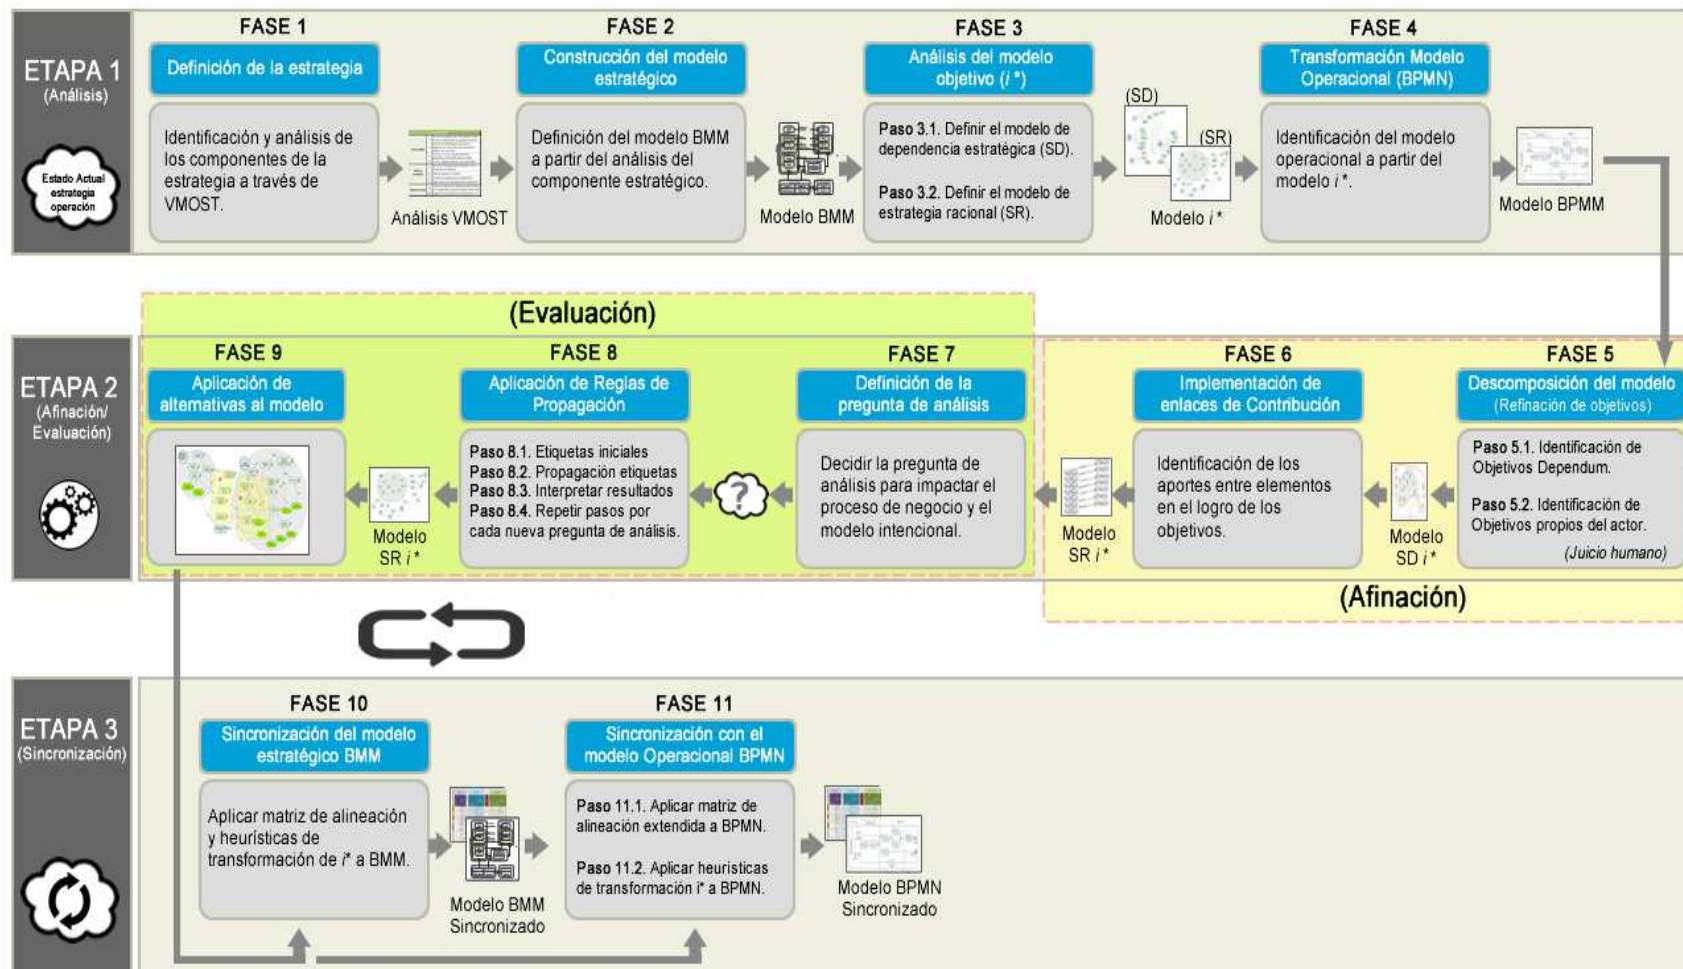 ETAPA 1
(Análisis)
Estado Actual
estrategia
operación
FASE 1
Definición de la estrategia
Identificación y análisis de
los componentes de la
estrategia a través de
VMOST.
Análisis VMOST
FASE 2
Construcción del modelo
estratégico
Definición del modelo BMM
a partir del análisis del
componente estratégico.
Modelo BMM
FASE 3
Análisis del modelo
objetivo (i *)
Paso 3.1. Definir el modelo de
dependencia estratégica (SD).
Paso 3.2. Definir el modelo de
estrategia racional (SR).
(SD)
(SR)
Modelo i *
FASE 4
Transformación Modelo
Operacional (BPMN)
Identificación del modelo
operacional a partir del
modelo i *.
Modelo BPMM
ETAPA 2
(Afinación/
Evaluación)
(Evaluación)
FASE 9
Aplicación de
alternativas al modelo
Modelo
SR i *
FASE 8
Aplicación de Reglas de
Propagación
Paso 8.1. Etiquetas iniciales
Paso 8.2. Propagación etiquetas
Paso 8.3. Interpretar resultados
Paso 8.4. Repetir pasos por
cada nueva pregunta de análisis.
?
FASE 7
Definición de la
pregunta de análisis
Decidir la pregunta de
análisis para impactar el
proceso de negocio y el
modelo intencional.
Modelo
SR i *
FASE 6
Implementación de
enlaces de Contribución
Identificación de los
aportes entre elementos
en el logro de los
objetivos.
Modelo
SD i *
FASE 5
Descomposición del modelo
(Refinación de objetivos)
Paso 5.1. Identificación de
Objetivos Dependum.
Paso 5.2. Identificación de
Objetivos propios del actor.
(Juicio humano)
(Afinación)
ETAPA 3
(Sincronización)
FASE 10
Sincronización del modelo
estratégico BMM
Aplicar matriz de alineación
y heurísticas de
transformación de i* a BMM.
Modelo BMM
Sincronizado
FASE 11
Sincronización con el
modelo Operacional BPMN
Paso 11.1. Aplicar matriz de
alineación extendida a BPMN.
Paso 11.2. Aplicar heurísticas
de transformación i* a BPMN.
Modelo BPMN
Sincronizado